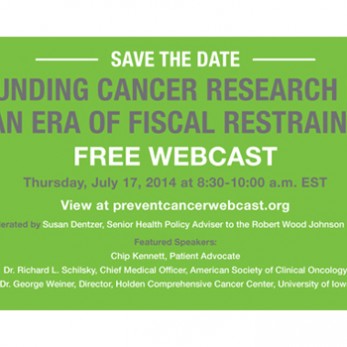 SAVE THE DATE
UNDING CANCER RESEARCH
AN ERA OF FISCAL RESTRAIN
FREE WEBCAST
Thursday, July 17, 2014 at 8:30-10:00 a.m. EST
View at preventcancerwebcast.org
erated by Susan Dentzer, Senior Health Policy Adviser to the Robert Wood Johnson
Featured Speakers:
Chip Kennett, Patient Advocate
Dr. Richard L. Schilsky, Chief Medical Officer, American Society of Clinical Oncology
Dr. George Weiner, Director, Holden Comprehensive Cancer Center, University of Iow